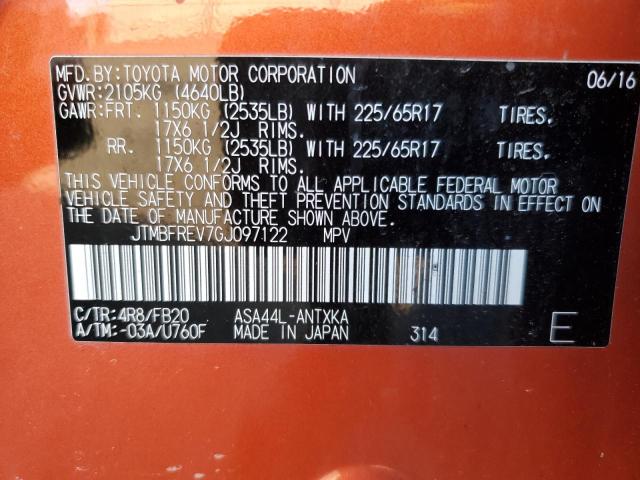 MFD. BY: TOYOTA MOTOR CORPORATION 06/16
GVWR: 2105KG (4640LB)
GAWR: FRT. 1150KG (2535LB) WITH 225/65R17 TIRES.
17X6 1/2J RIMS.
RR. 1150KG (2535LB) WITH 225/65R17 TIRES.
17X6 1/2J RIMS.
THIS VEHICLE CONFORMS TO ALL APPLICABLE FEDERAL MOTOR
VEHICLE SAFETY AND THEFT PREVENTION STANDARDS IN EFFECT ON
THE DATE OF MANUFACTURE SHOWN ABOVE.
JTMBFREV7GJ097122 MPV
C/TR: 4R8/FB20 ASA44L-ANTXKA
A/TM: -03A/U760F MADE IN JAPAN 314 E